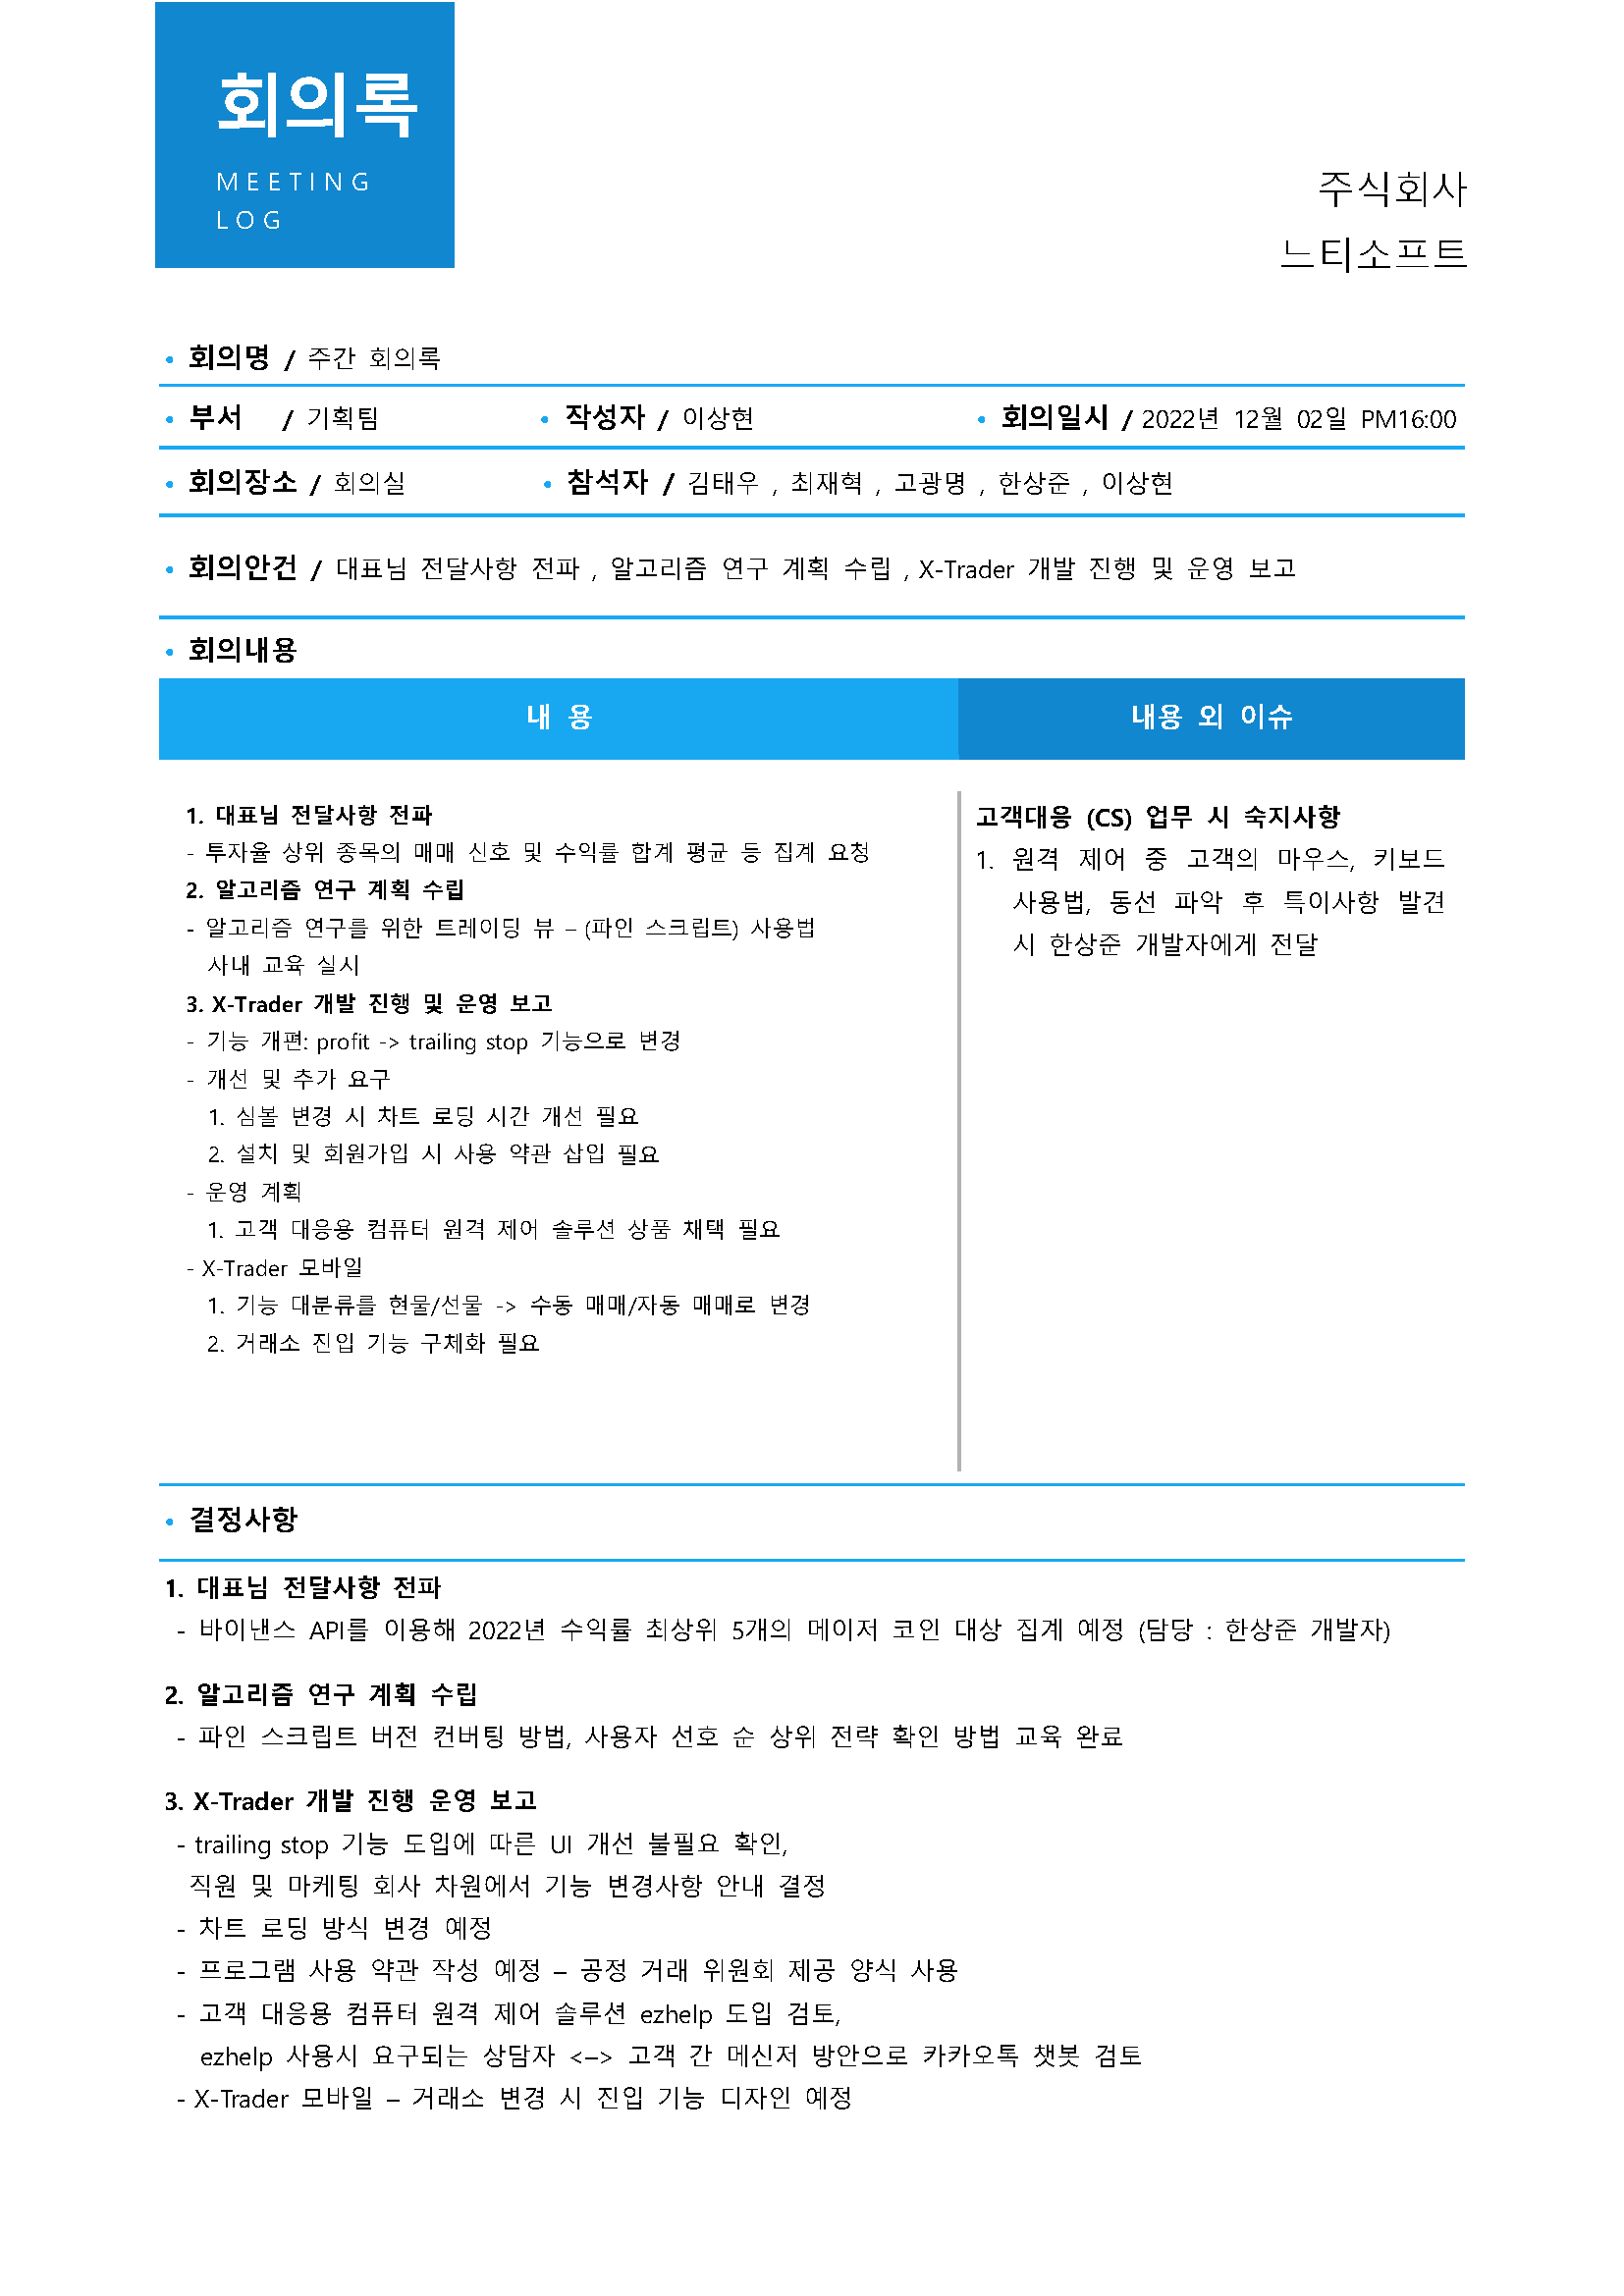 회의록
MEETING
LOG
주식회사
느티소프트
• 회의명 / 주간 회의록
• 부서 / 기획팀 • 작성자 / 이상현 • 회의일시 / 2022년 12월 02일 PM16:00
• 회의장소 / 회의실 • 참석자 / 김태우 , 최재혁 , 고광명 , 한상준 , 이상현
• 회의안건 / 대표님 전달사항 전파 , 알고리즘 연구 계획 수립 , X-Trader 개발 진행 및 운영 보고
• 회의내용
내 용
1. 대표님 전달사항 전파
- 투자율 상위 종목의 매매 신호 및 수익률 합계 평균 등 집계 요청
2. 알고리즘 연구 계획 수립
- 알고리즘 연구를 위한 트레이딩 뷰 – (파인 스크립트) 사용법
사내 교육 실시
3. X-Trader 개발 진행 및 운영 보고
- 기능 개편: profit -> trailing stop 기능으로 변경
- 개선 및 추가 요구
1. 심볼 변경 시 차트 로딩 시간 개선 필요
2. 설치 및 회원가입 시 사용 약관 삽입 필요
- 운영 계획
1. 고객 대응용 컴퓨터 원격 제어 솔루션 상품 채택 필요
- X-Trader 모바일
1. 기능 대분류를 현물/선물 -> 수동 매매/자동 매매로 변경
2. 거래소 진입 기능 구체화 필요
내용 외 이슈
고객대응 (CS) 업무 시 숙지사항
1. 원격 제어 중 고객의 마우스, 키보드
사용법, 동선 파악 후 특이사항 발견
시 한상준 개발자에게 전달
• 결정사항
1. 대표님 전달사항 전파
- 바이낸스 API를 이용해 2022년 수익률 최상위 5개의 메이저 코인 대상 집계 예정 (담당 : 한상준 개발자)
2. 알고리즘 연구 계획 수립
- 파인 스크립트 버전 컨버팅 방법, 사용자 선호 순 상위 전략 확인 방법 교육 완료
3. X-Trader 개발 진행 운영 보고
- trailing stop 기능 도입에 따른 UI 개선 불필요 확인,
직원 및 마케팅 회사 차원에서 기능 변경사항 안내 결정
- 차트 로딩 방식 변경 예정
- 프로그램 사용 약관 작성 예정 – 공정 거래 위원회 제공 양식 사용
- 고객 대응용 컴퓨터 원격 제어 솔루션 ezhelp 도입 검토,
ezhelp 사용시 요구되는 상담자 <–> 고객 간 메신저 방안으로 카카오톡 챗봇 검토
- X-Trader 모바일 – 거래소 변경 시 진입 기능 디자인 예정